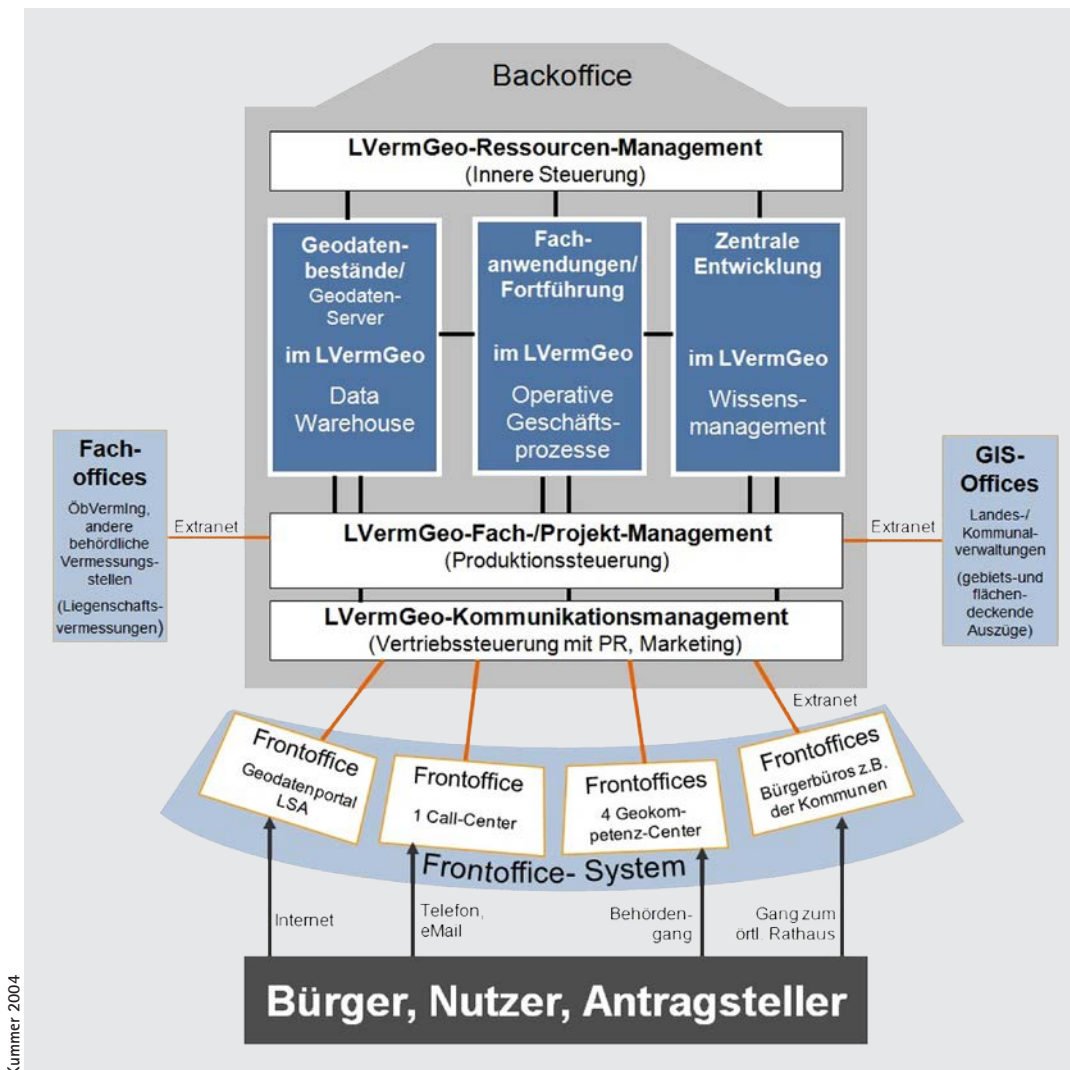 Backoffice
LVermGeo-Ressourcen-Management
(Innere Steuerung)
Geodaten-
bestände/
Geodaten-
Server
im LVermGeo
Data
Warehouse
Fach-
anwendungen/
Fortführung
im LVermGeo
Operative
Geschäfts-
prozesse
Zentrale
Entwicklung
im LVermGeo
Wissens-
management
Fach-
offices
ÖbVermIng,
andere
behördliche
Vermessungs-
stellen
(Liegenschafts-
vermessungen)
Extranet
LVermGeo-Fach-/Projekt-Management
(Produktionssteuerung)
Extranet
GIS-
Offices
Landes-/
Kommunal-
verwaltungen
(gebiets-und
flächen-
deckende
Auszüge)
LVermGeo-Kommunikationsmanagement
(Vertriebssteuerung mit PR, Marketing)
Extranet
Frontoffice
Geodatenportal
LSA
Frontoffice
1 Call-Center
Frontoffices
4 Geokom-
petenz-Center
Frontoffices
Bürgerbüros z.B.
der Kommunen
Frontoffice- System
Internet
Telefon,
eMail
Behörden-
gang
Gang zum
örtl. Rathaus
Bürger, Nutzer, Antragsteller
Kummer 2004